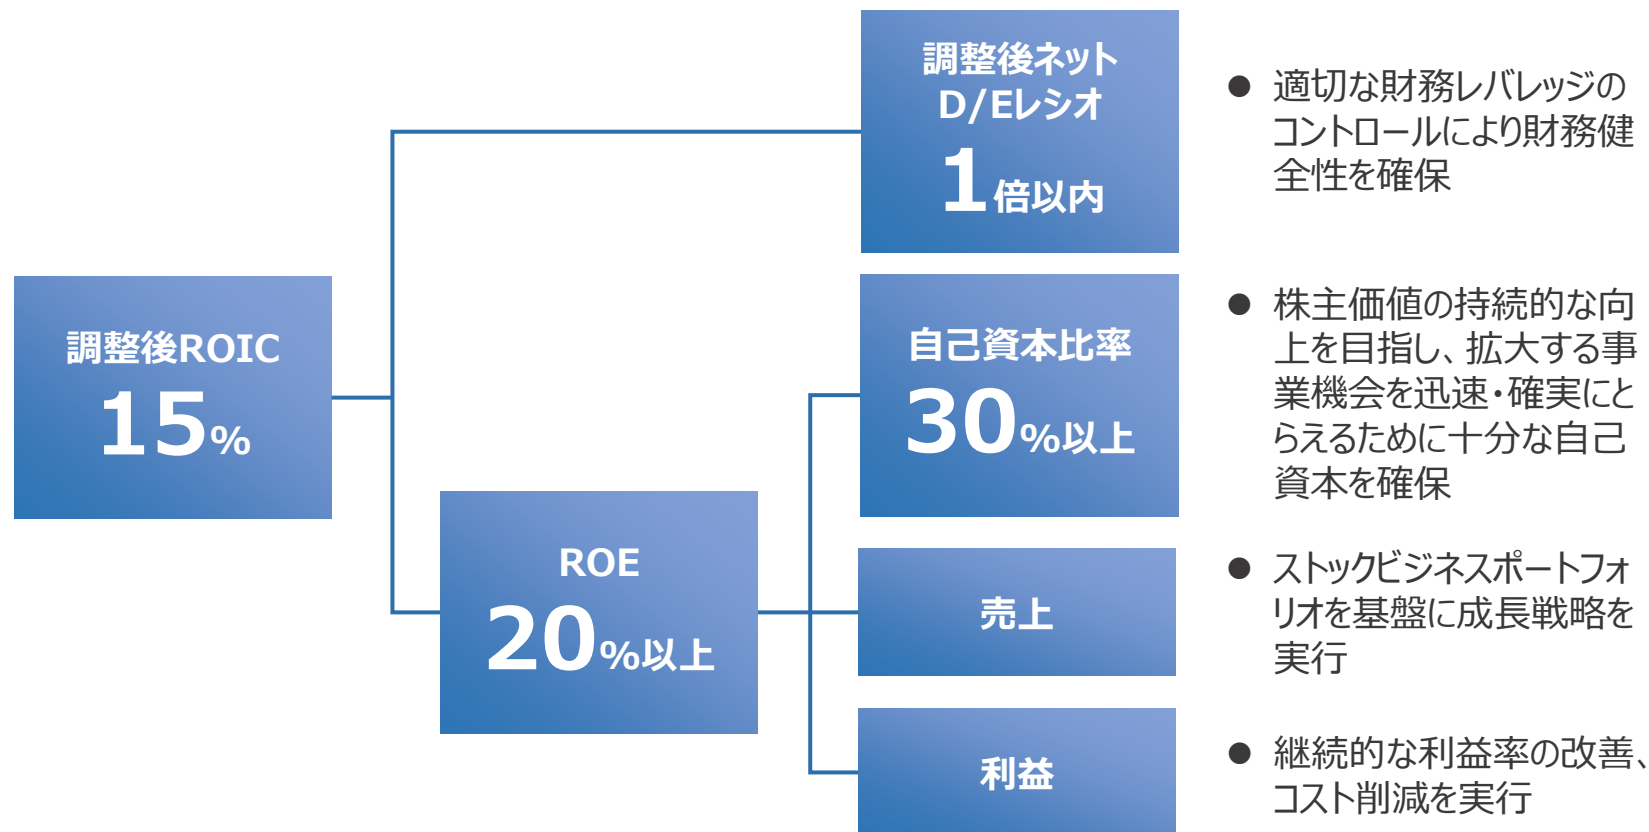 調整後ネット
D/Eレシオ
1倍以内
● 適切な財務レバレッジの
コントロールにより財務健
全性を確保
調整後ROIC
15%
自己資本比率
30%以上
● 株主価値の持続的な向
上を目指し、拡大する事
業機会を迅速・確実にと
らえるために十分な自己
資本を確保
ROE
20%以上
売上
● ストックビジネスポートフォ
リオを基盤に成長戦略を
実行
利益
● 継続的な利益率の改善、
コスト削減を実行